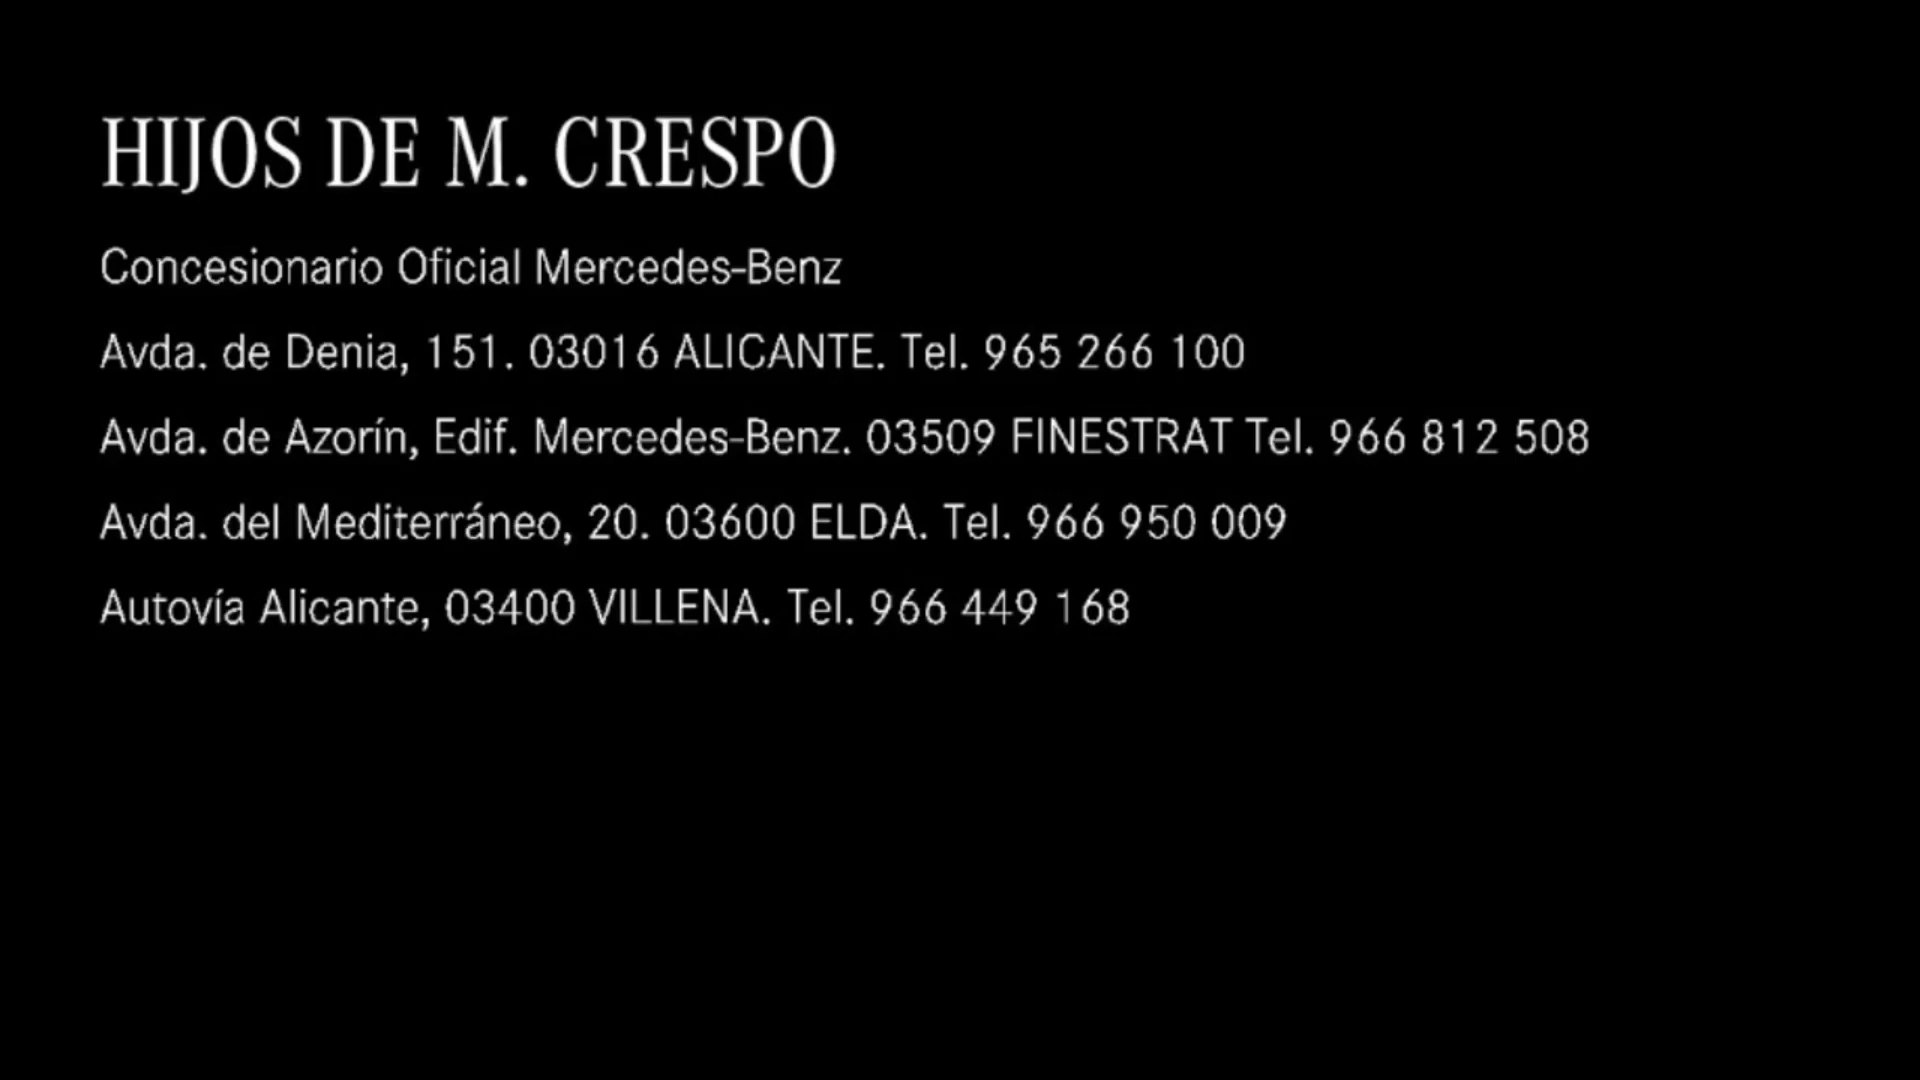 HIJOS DE M. CRESPO
Concesionario Oficial Mercedes-Benz
Avda. de Denia, 151. 03016 ALICANTE. Tel. 965 266 100
Avda. de Azorín, Edif. Mercedes-Benz. 03509 FINESTRAT Tel. 966 812 508
Avda. del Mediterráneo, 20. 03600 ELDA. Tel. 966 950 009
Autovía Alicante, 03400 VILLENA. Tel. 966 449 168